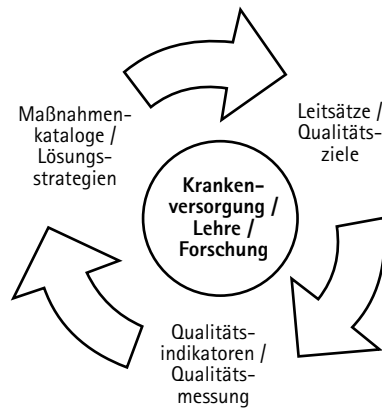 Maßnahmen-
kataloge /
Lösungs-
strategien
Leitsätze /
Qualitäts-
ziele
Kranken-
versorgung /
Lehre /
Forschung
Qualitäts-
indikatoren /
Qualitäts-
messung